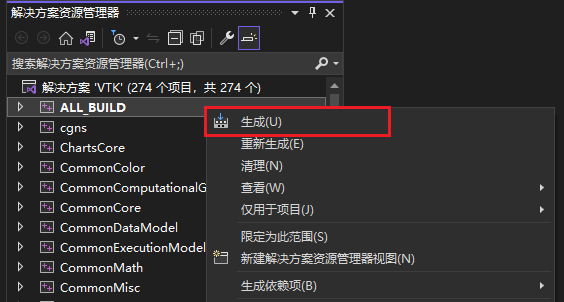 解决方案资源管理器
搜索解决方案资源管理器(Ctrl+;)
解决方案 'VTK' (274 个项目，共 274 个)
ALL_BUILD
cgns
ChartsCore
CommonColor
CommonComputationalG
CommonCore
CommonDataModel
CommonExecutionModel
CommonMath
CommonMisc
生成(U)
重新生成(E)
清理(N)
查看(W)
仅用于项目(J)
限定为此范围(S)
新建解决方案资源管理器视图(N)
生成依赖项(B)